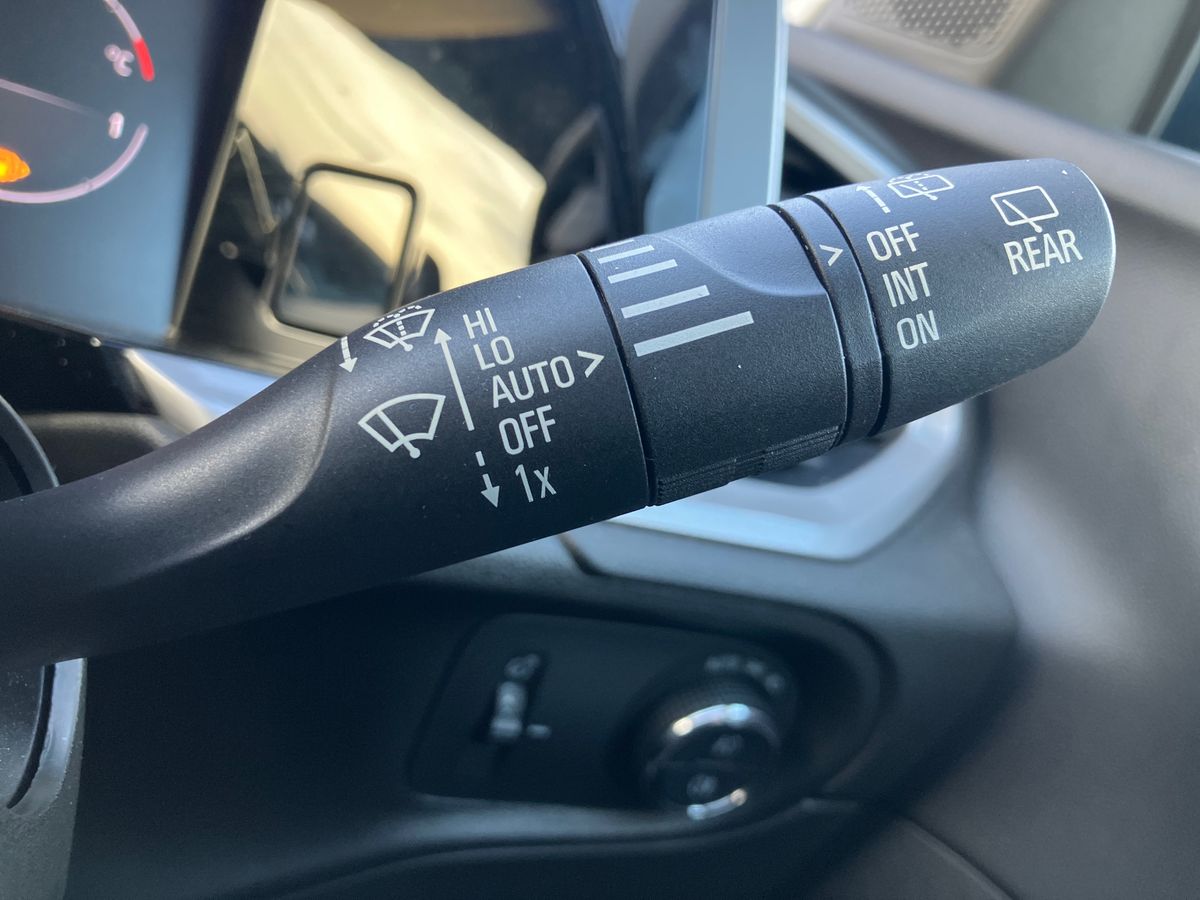 °C
HI
LO
AUTO >
OFF
1x
>
OFF
INT
ON
REAR